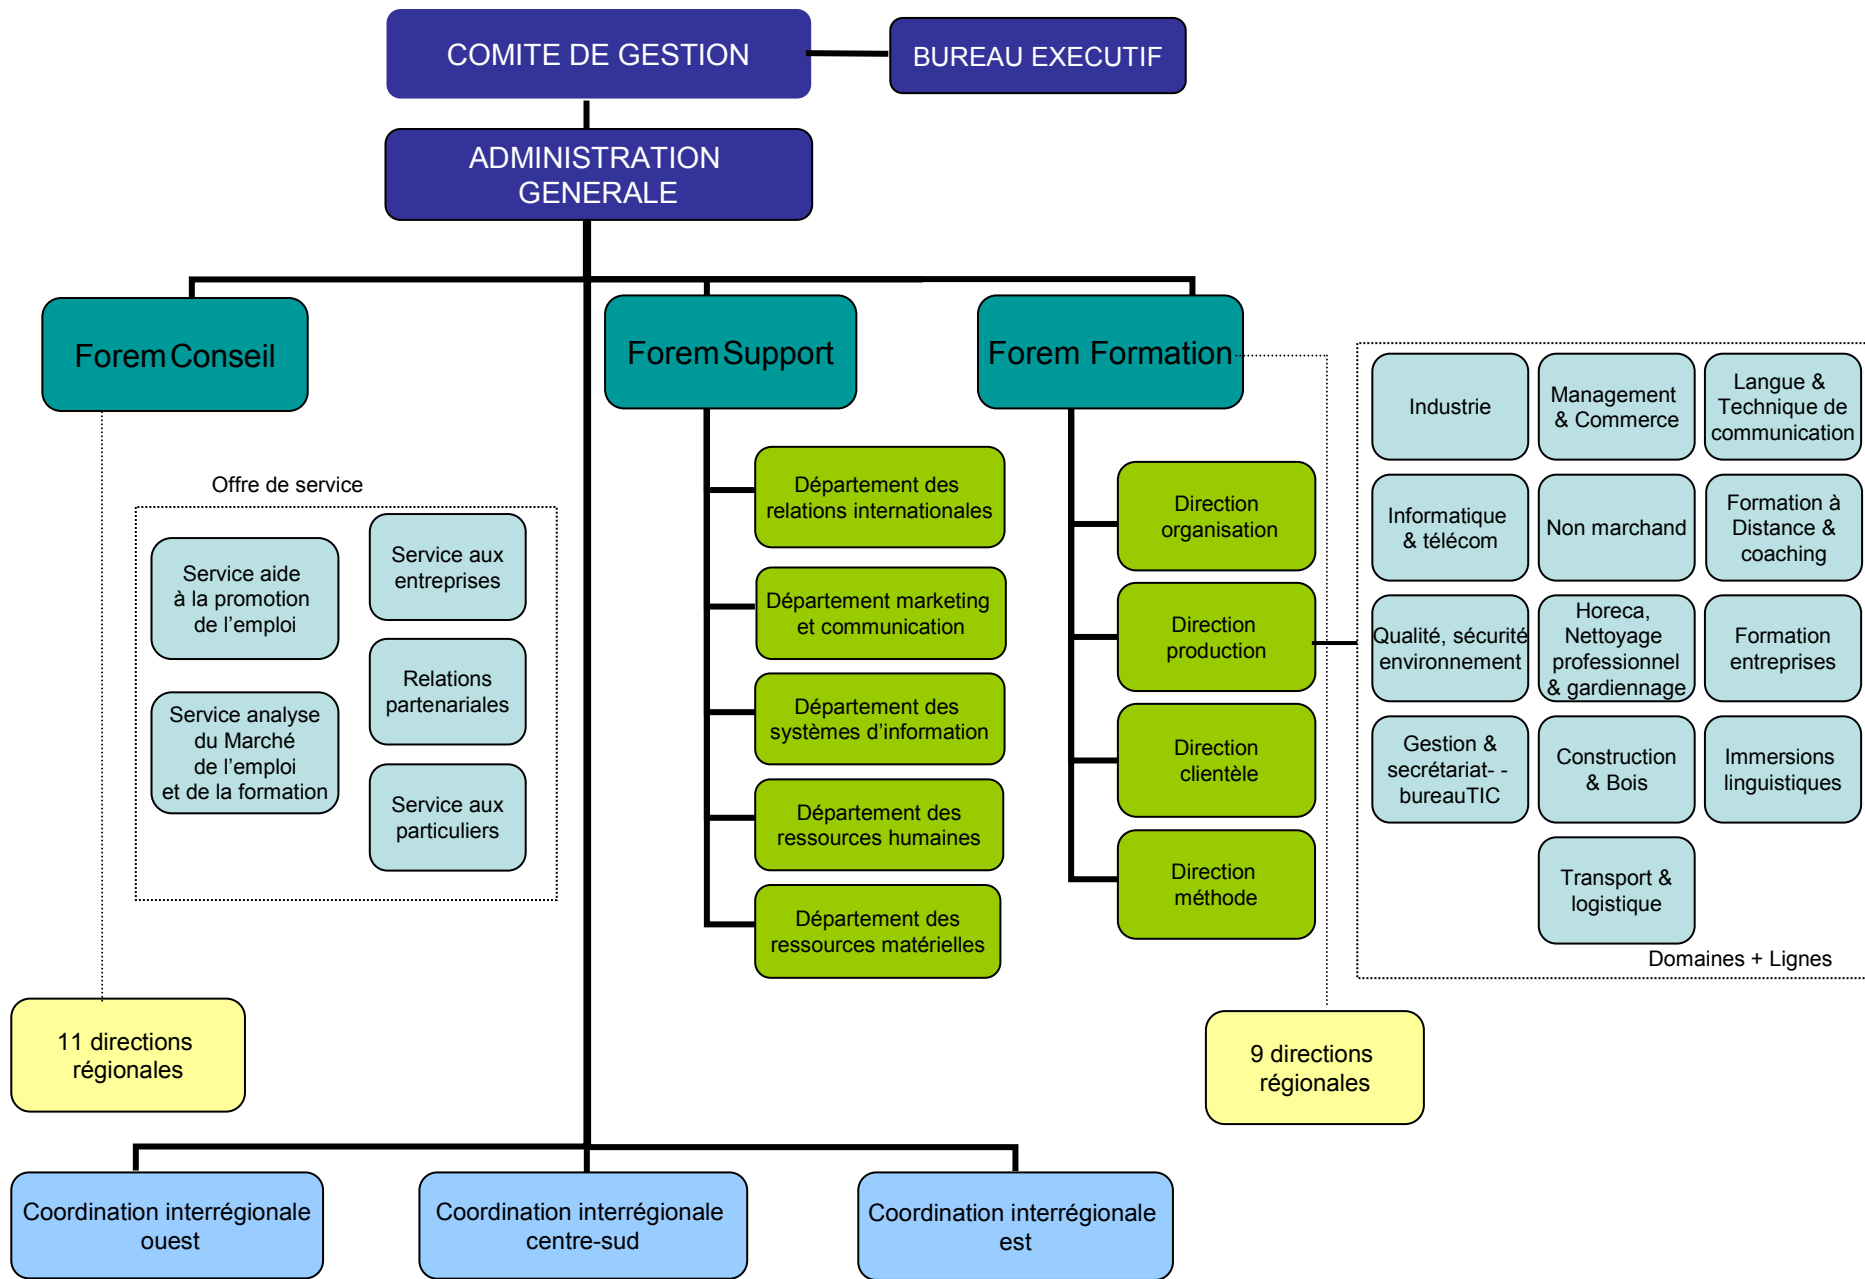 COMITE DE GESTION
BUREAU EXECUTIF
ADMINISTRATION
GENERALE
Forem Conseil
Forem Support
Forem Formation
Offre de service
Service aide
à la promotion
de l'emploi
Service analyse
du Marché
de l'emploi
et de la formation
Service aux
entreprises
Relations
partenariales
Service aux
particuliers
Département des
relations internationales
Département marketing
et communication
Département des
systèmes d'information
Département des
ressources humaines
Département des
ressources matérielles
Direction
organisation
Direction
production
Direction
clientèle
Direction
méthode
Industrie
Management
& Commerce
Langue &
Technique de
communication
Informatique
& télécom
Non marchand
Formation à
Distance &
coaching
Qualité, sécurité
environnement
Horeca,
Nettoyage
professionnel
& gardiennage
Formation
entreprises
Gestion &
secrétariat- -
bureauTIC
Construction
& Bois
Immersions
linguistiques
Transport &
logistique
Domaines + Lignes
11 directions
régionales
9 directions
régionales
Coordination interrégionale
ouest
Coordination interrégionale
centre-sud
Coordination interrégionale
est